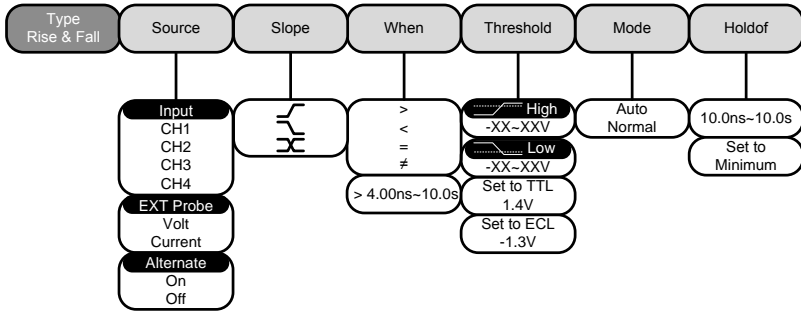 Type
Rise & Fall
Source
Slope
When
Threshold
Mode
Holdof
Input
CH1
CH2
CH3
CH4
EXT Probe
Volt
Current
Alternate
On
Off
>
<
=
≠
> 4.00ns~10.0s
High
-XX~XXV
Low
-XX~XXV
Set to TTL
1.4V
Set to ECL
-1.3V
Auto
Normal
10.0ns~10.0s
Set to
Minimum